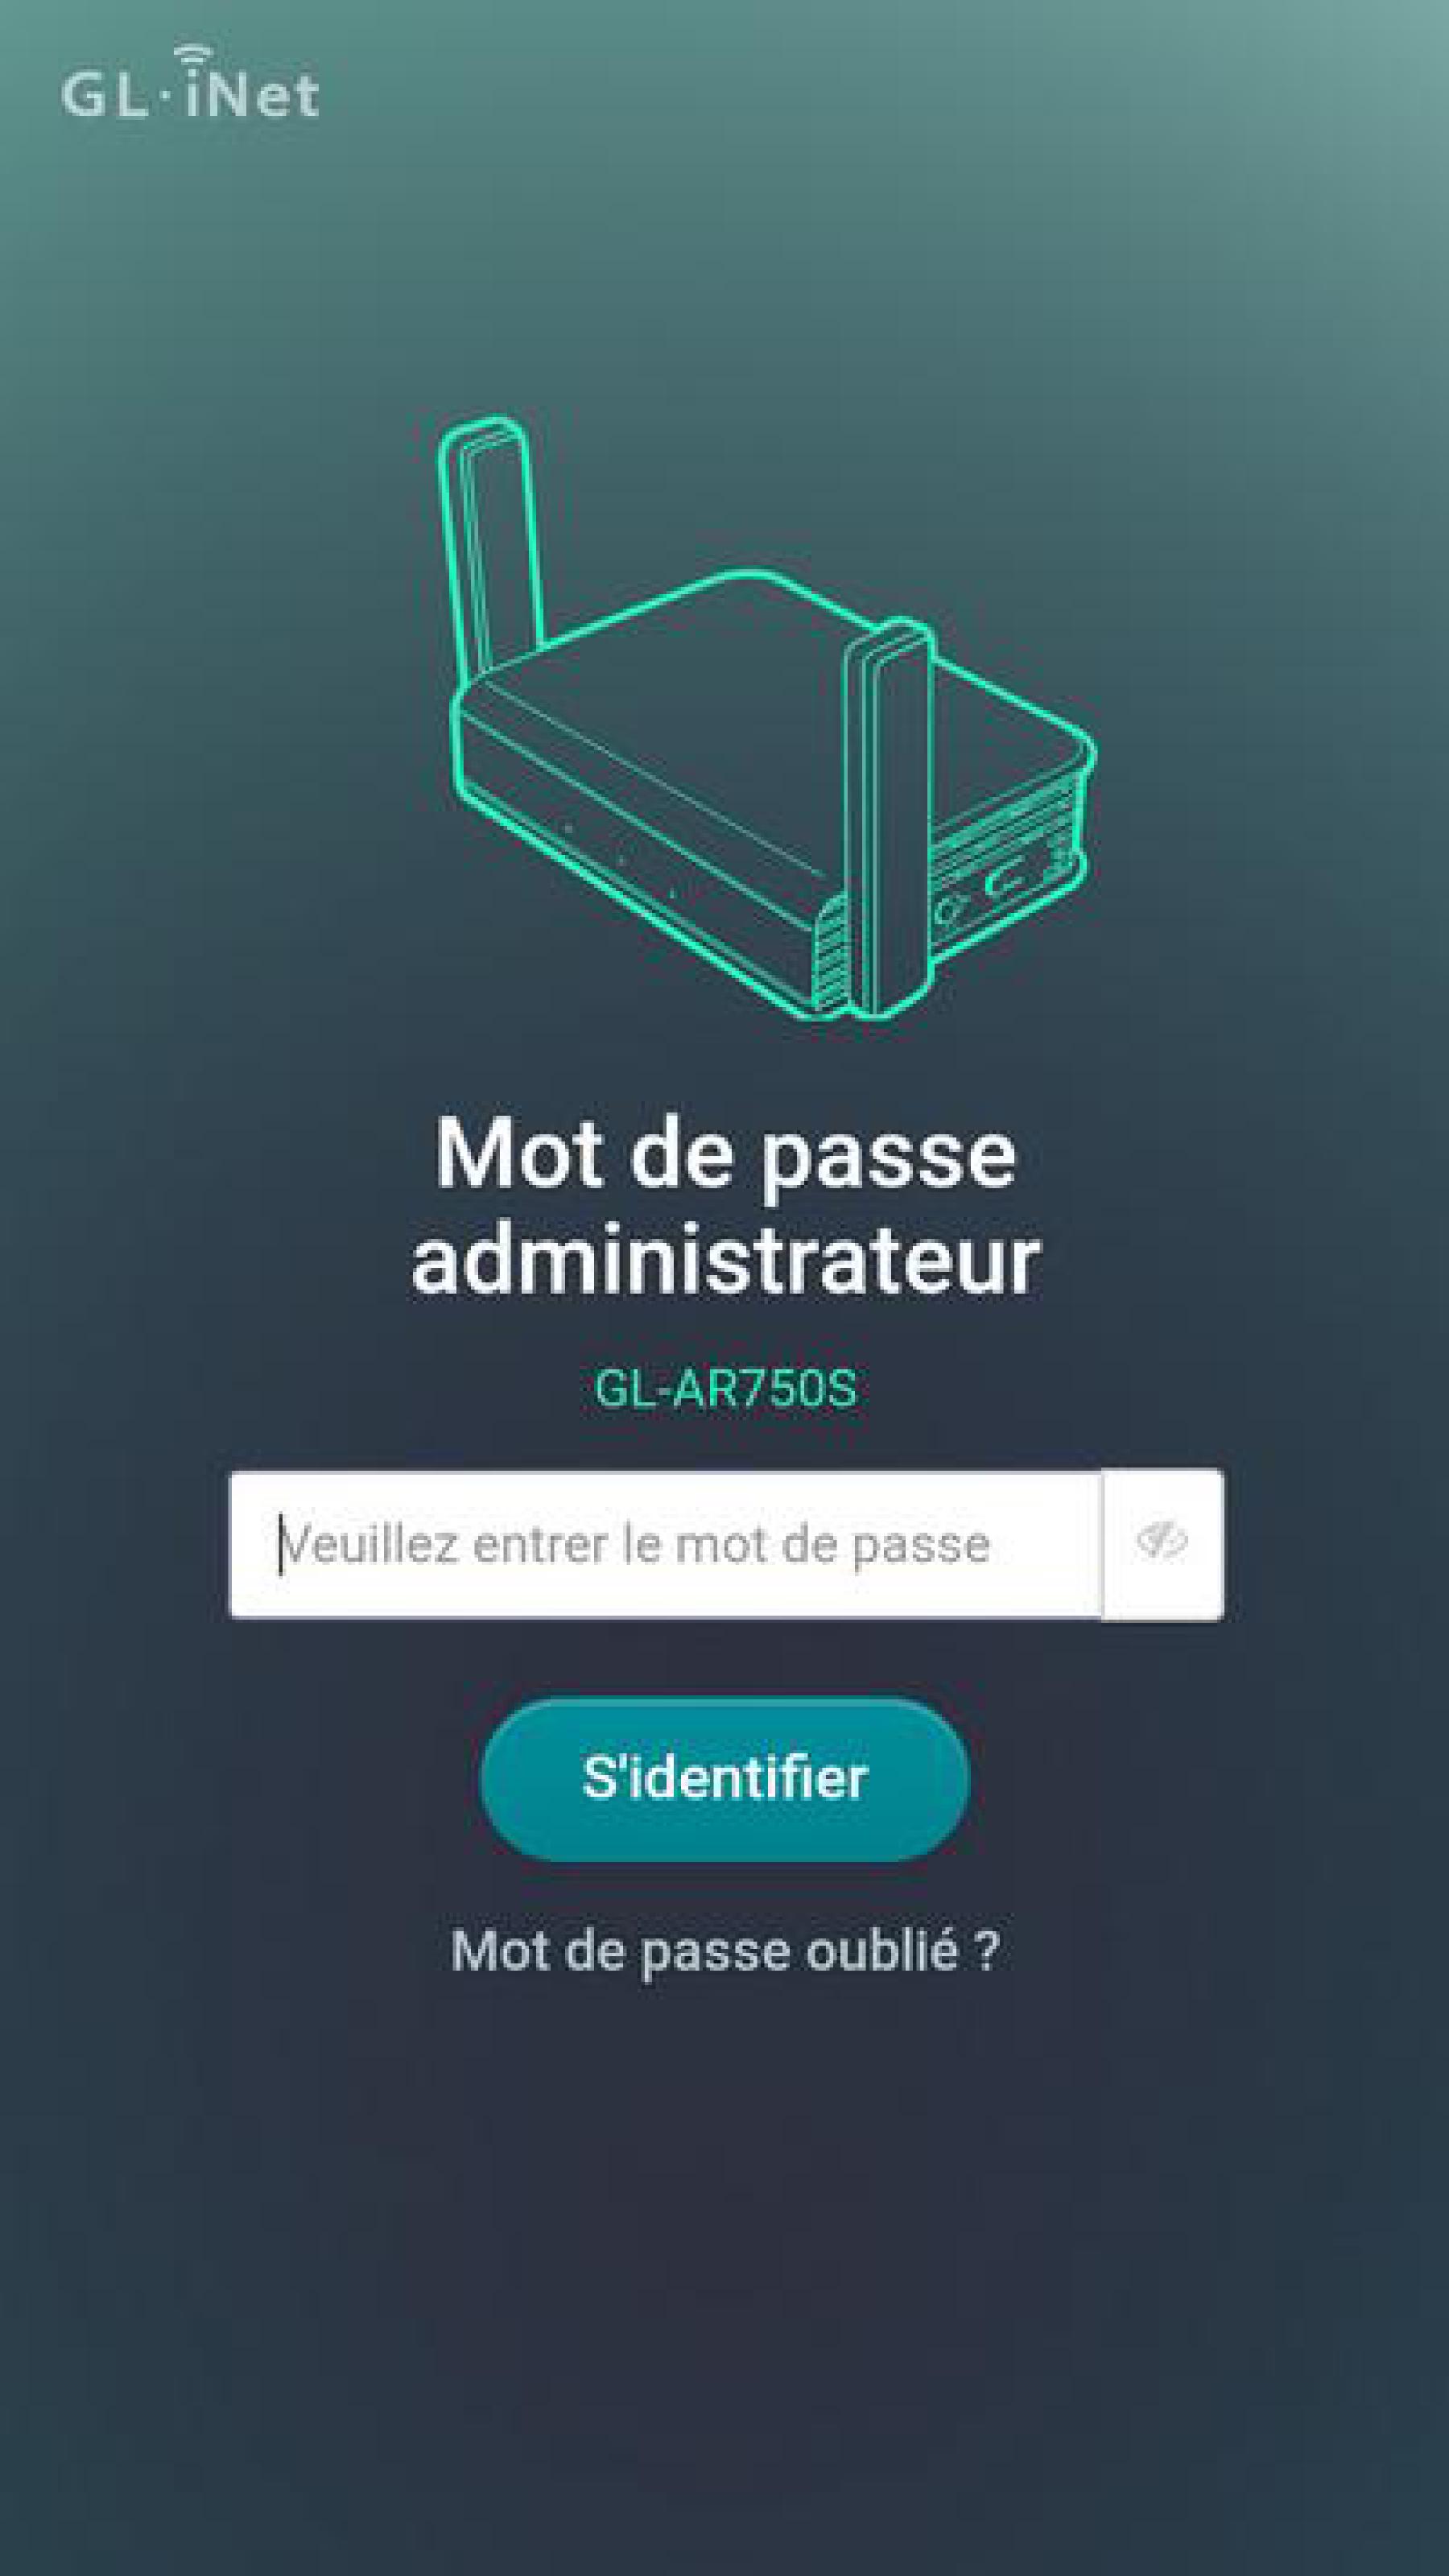 GL·iNet
Mot de passe
administrateur
GL-AR750S
Veuillez entrer le mot de passe
S'identifier
Mot de passe oublié ?